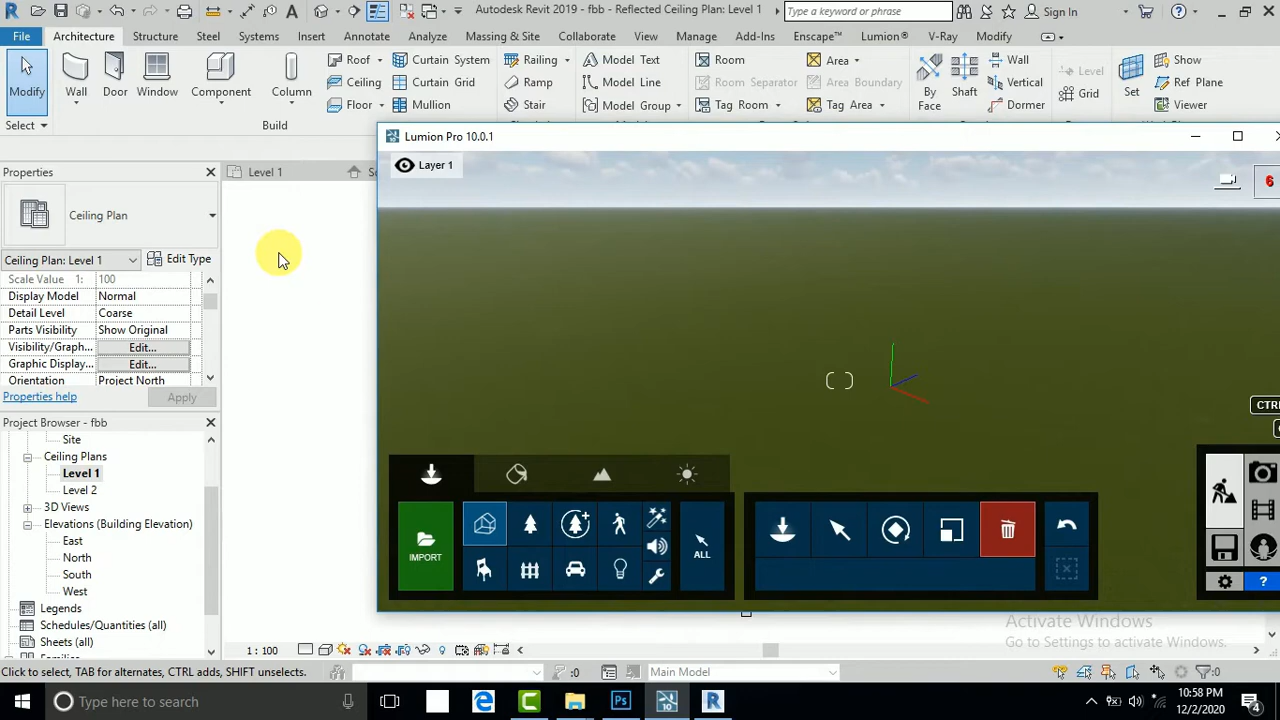 Autodesk Revit 2019 - fbb - Reflected Ceiling Plan: Level 1
Type a keyword or phrase
Sign In
File Architecture Structure Steel Systems Insert Annotate Analyze Massing & Site Collaborate View Manage Add-Ins Enscape™ Lumion® V-Ray Modify
Modify
Wall
Door
Window
Component
Column
Roof
Ceiling
Floor
Curtain System
Curtain Grid
Mullion
Railing
Ramp
Stair
Model Text
Model Line
Model Group
Room
Room Separator
Tag Room
Area
Area Boundary
Tag Area
By Face
Shaft
Wall
Vertical
Dormer
Level
Grid
Set
Show
Ref Plane
Viewer
Select
Build
Properties
Level 1
Ceiling Plan
Ceiling Plan: Level 1
Edit Type
Scale Value 1: 100
Display Model Normal
Detail Level Coarse
Parts Visibility Show Original
Visibility/Graph... Edit...
Graphic Display... Edit...
Orientation Project North
Properties help
Apply
Project Browser - fbb
Site
Ceiling Plans
Level 1
Level 2
3D Views
Elevations (Building Elevation)
East
North
South
West
Legends
Schedules/Quantities (all)
Sheets (all)
Lumion Pro 10.0.1
Layer 1
6
CTR
IMPORT
ALL
?
Activate Windows
Go to Settings to activate Windows.
1 : 100
Click to select, TAB for alternates, CTRL adds, SHIFT unselects.
:0
Main Model
:0
Type here to search
Ps
10
R
10:58 PM
12/2/2020
4